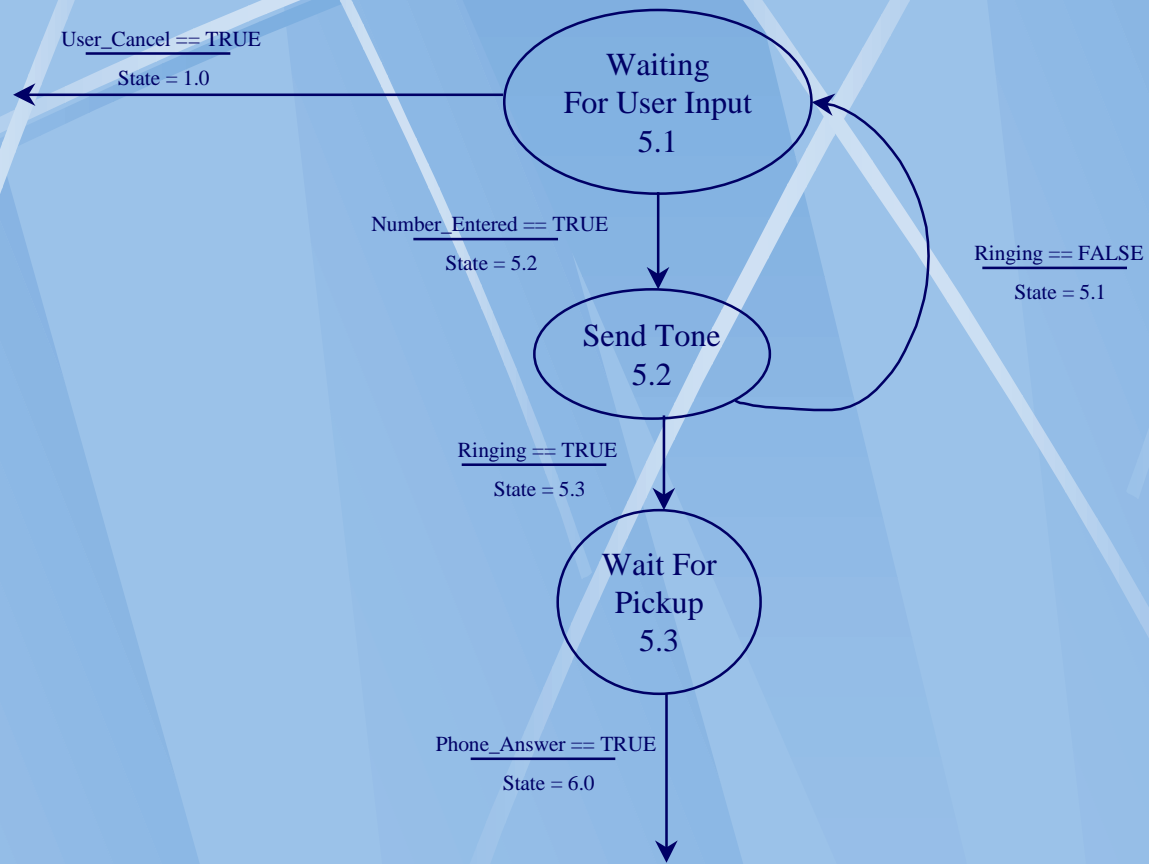 User_Cancel == TRUE
State = 1.0
Waiting
For User Input
5.1
Number_Entered == TRUE
State = 5.2
Ringing == FALSE
State = 5.1
Send Tone
5.2
Ringing == TRUE
State = 5.3
Wait For
Pickup
5.3
Phone_Answer == TRUE
State = 6.0